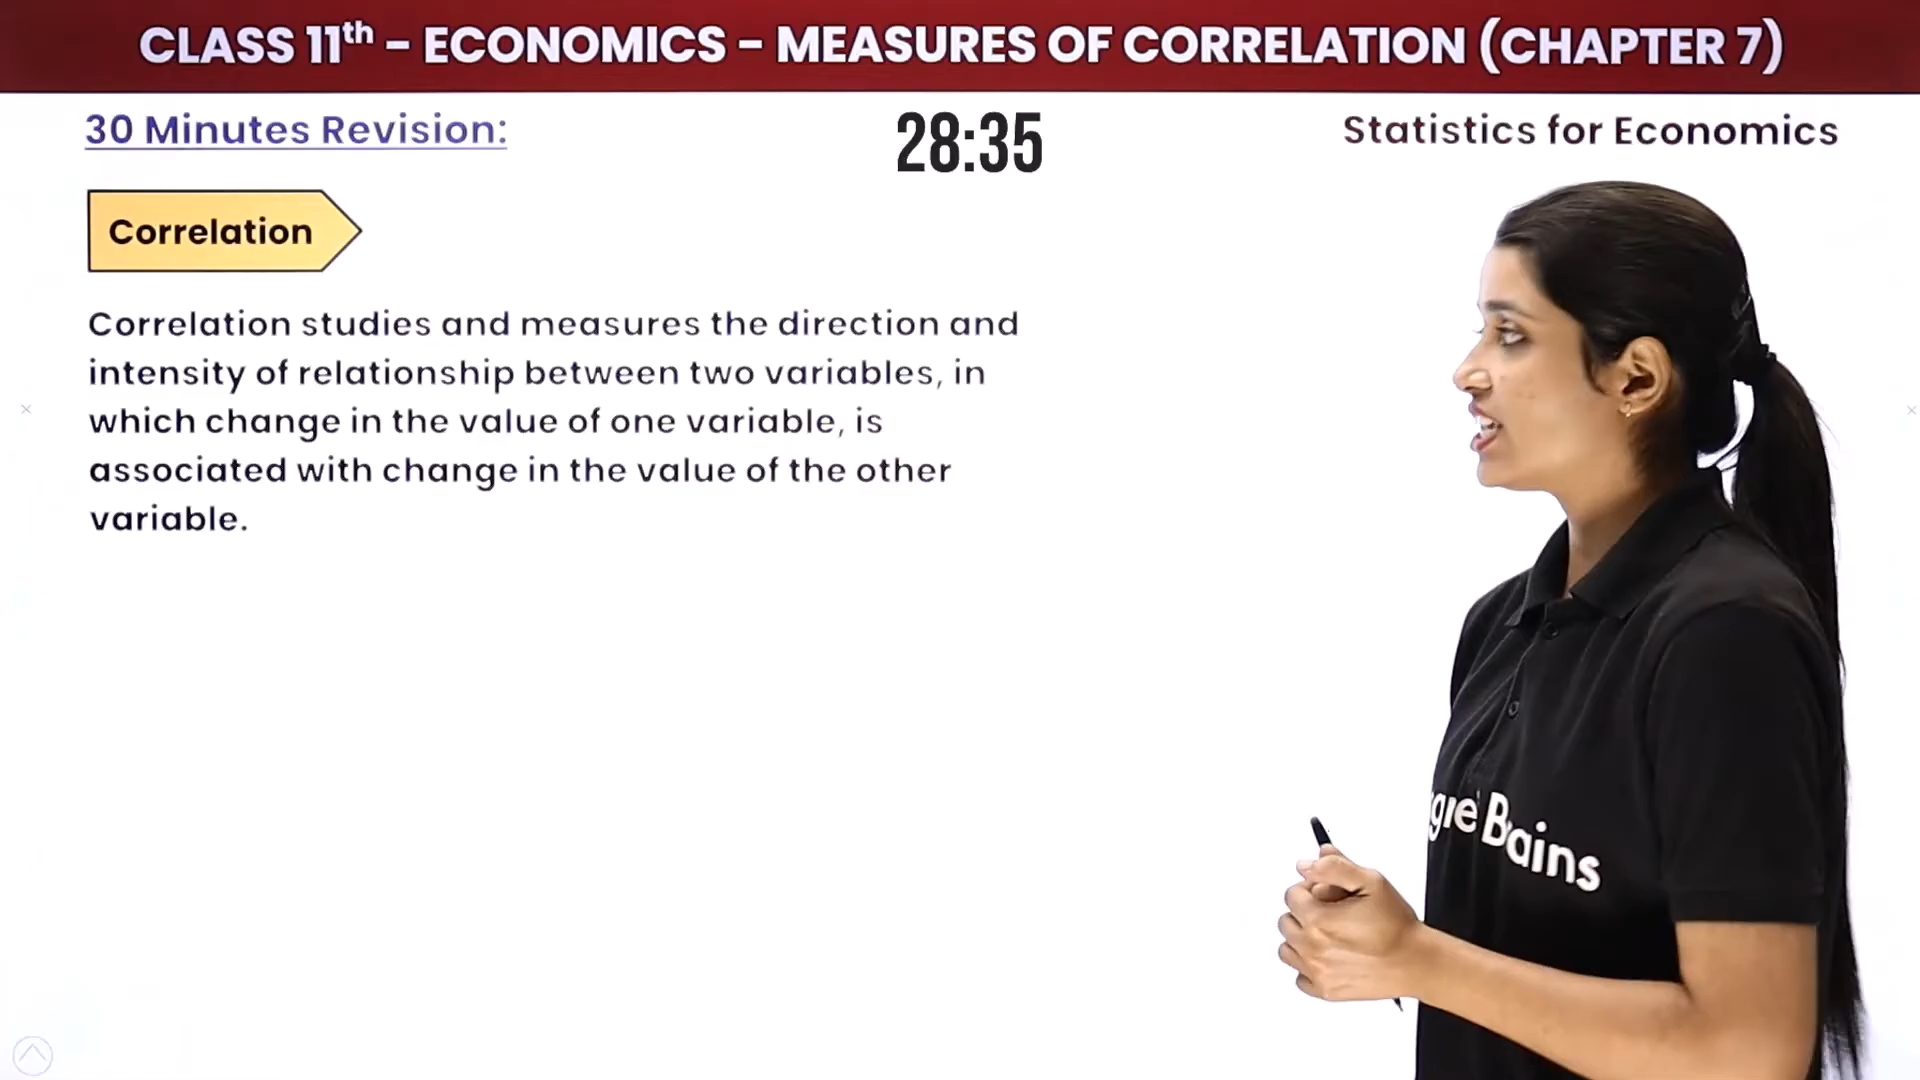 CLASS 11th - ECONOMICS - MEASURES OF CORRELATION (CHAPTER 7)
30 Minutes Revision:
28:35
Statistics for Economics
Correlation
Correlation studies and measures the direction and
intensity of relationship between two variables, in
which change in the value of one variable, is
associated with change in the value of the other
variable.
Brains